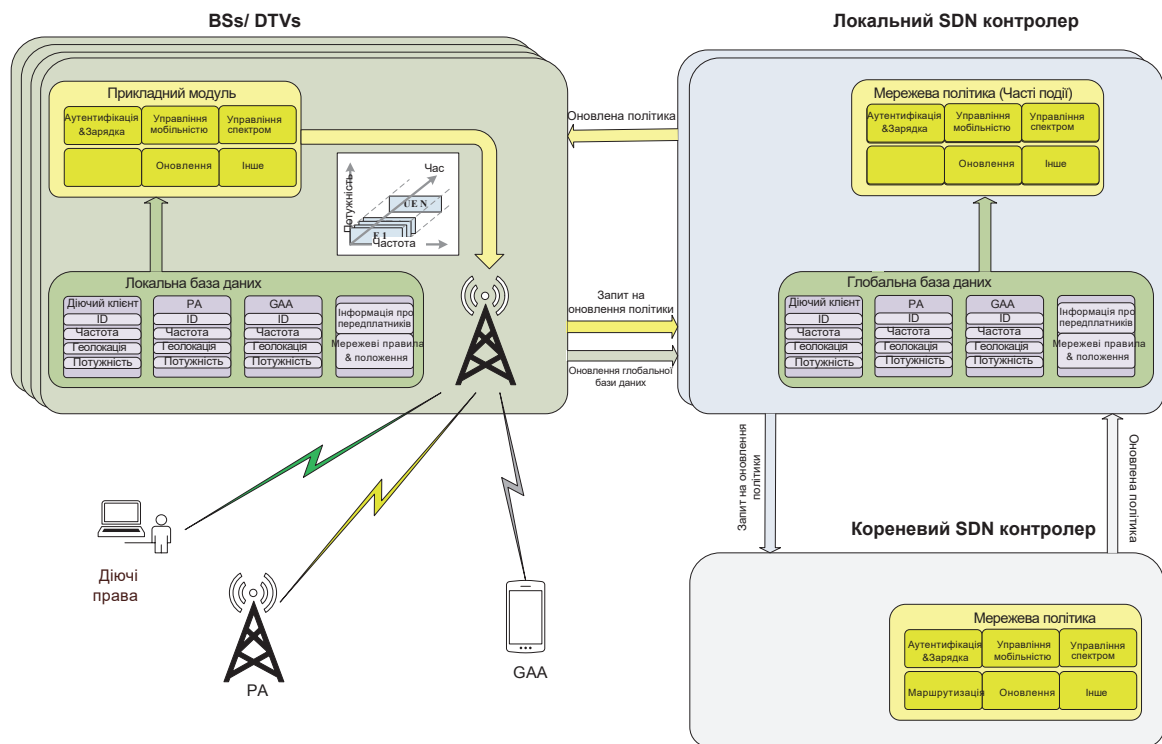 BSs/ DTVs
Прикладний модуль
Аутентифікація
&Зарядка
Управління
мобільністю
Управління
спектром
Оновлення
Інше
Потужність
Час
UE N
E 1
Частота
Локальна база даних
Діючий клієнт
ID
Частота
Геолокація
Потужність
PA
ID
Частота
Геолокація
Потужність
GAA
ID
Частота
Геолокація
Потужність
Інформація про
передплатників
Мережеві правила
& положення
Оновлена політика
Запит на
оновлення політики
Оновлення глобальної
бази даних
Локальний SDN контролер
Мережева політика (Часті події)
Аутентифікація
&Зарядка
Управління
мобільністю
Управління
спектром
Оновлення
Інше
Глобальна база даних
Діючий клієнт
ID
Частота
Геолокація
Потужність
PA
ID
Частота
Геолокація
Потужність
GAA
ID
Частота
Геолокація
Потужність
Інформація про
передплатників
Мережеві правила
& положення
Запит на оновлення
політики
Оновлена політика
Діючі
права
PA
GAA
Кореневий SDN контролер
Мережева політика
Аутентифікація
&Зарядка
Управління
мобільністю
Управління
спектром
Маршрутизація
Оновлення
Інше